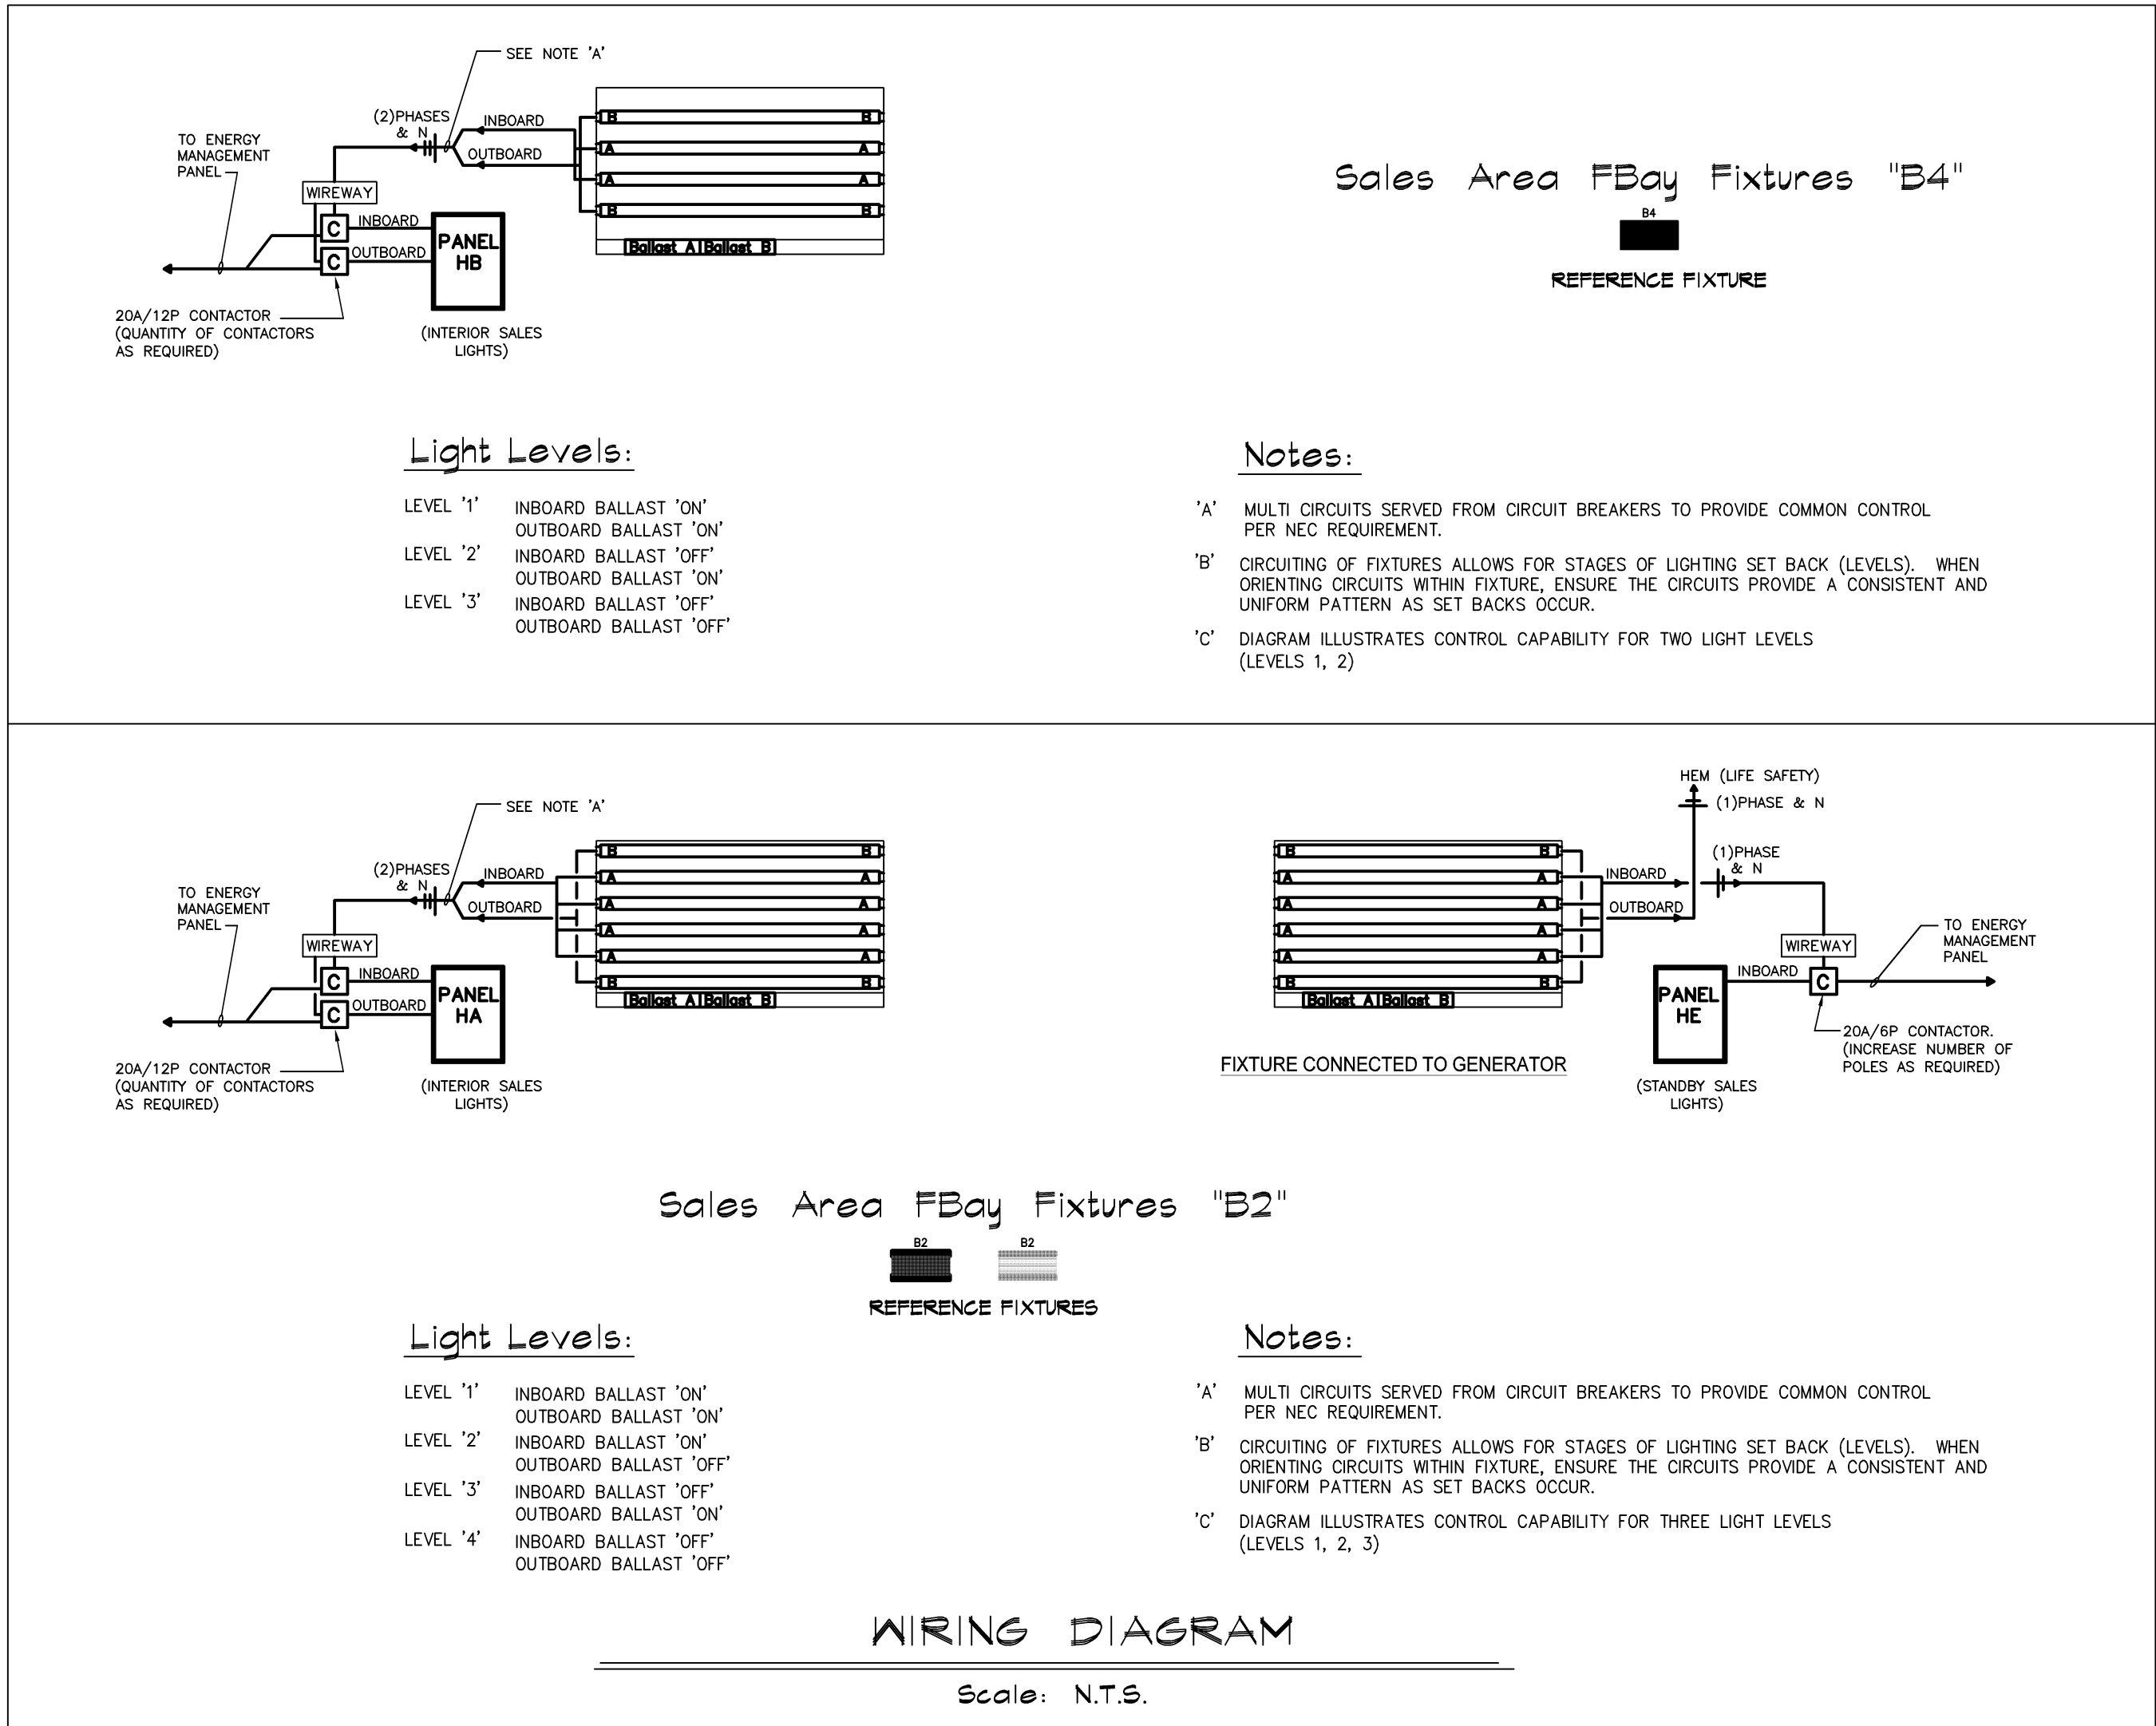 SEE NOTE 'A'
(2)PHASES
& N
INBOARD
OUTBOARD
TO ENERGY
MANAGEMENT
PANEL
WIREWAY
C
INBOARD
C
OUTBOARD
PANEL
HB
B B
A A
A A
B B
Ballast A Ballast B
20A/12P CONTACTOR
(QUANTITY OF CONTACTORS
AS REQUIRED)
(INTERIOR SALES
LIGHTS)
Sales Area FBay Fixtures "B4"
B4
REFERENCE FIXTURE
Light Levels:
LEVEL '1' INBOARD BALLAST 'ON'
OUTBOARD BALLAST 'ON'
LEVEL '2' INBOARD BALLAST 'OFF'
OUTBOARD BALLAST 'ON'
LEVEL '3' INBOARD BALLAST 'OFF'
OUTBOARD BALLAST 'OFF'
Notes:
'A' MULTI CIRCUITS SERVED FROM CIRCUIT BREAKERS TO PROVIDE COMMON CONTROL
PER NEC REQUIREMENT.
'B' CIRCUITING OF FIXTURES ALLOWS FOR STAGES OF LIGHTING SET BACK (LEVELS). WHEN
ORIENTING CIRCUITS WITHIN FIXTURE, ENSURE THE CIRCUITS PROVIDE A CONSISTENT AND
UNIFORM PATTERN AS SET BACKS OCCUR.
'C' DIAGRAM ILLUSTRATES CONTROL CAPABILITY FOR TWO LIGHT LEVELS
(LEVELS 1, 2)
SEE NOTE 'A'
(2)PHASES
& N
INBOARD
OUTBOARD
TO ENERGY
MANAGEMENT
PANEL
WIREWAY
C
INBOARD
C
OUTBOARD
PANEL
HA
B B
A A
A A
A A
A A
B B
Ballast A Ballast B
20A/12P CONTACTOR
(QUANTITY OF CONTACTORS
AS REQUIRED)
(INTERIOR SALES
LIGHTS)
HEM (LIFE SAFETY)
(1)PHASE & N
(1)PHASE
& N
B B
A A
A A
A A
A A
B B
Ballast A Ballast B
INBOARD
OUTBOARD
TO ENERGY
MANAGEMENT
PANEL
WIREWAY
INBOARD
C
PANEL
HE
20A/6P CONTACTOR.
(INCREASE NUMBER OF
POLES AS REQUIRED)
FIXTURE CONNECTED TO GENERATOR
(STANDBY SALES
LIGHTS)
Sales Area FBay Fixtures "B2"
B2 B2
REFERENCE FIXTURES
Light Levels:
LEVEL '1' INBOARD BALLAST 'ON'
OUTBOARD BALLAST 'ON'
LEVEL '2' INBOARD BALLAST 'ON'
OUTBOARD BALLAST 'OFF'
LEVEL '3' INBOARD BALLAST 'OFF'
OUTBOARD BALLAST 'ON'
LEVEL '4' INBOARD BALLAST 'OFF'
OUTBOARD BALLAST 'OFF'
Notes:
'A' MULTI CIRCUITS SERVED FROM CIRCUIT BREAKERS TO PROVIDE COMMON CONTROL
PER NEC REQUIREMENT.
'B' CIRCUITING OF FIXTURES ALLOWS FOR STAGES OF LIGHTING SET BACK (LEVELS). WHEN
ORIENTING CIRCUITS WITHIN FIXTURE, ENSURE THE CIRCUITS PROVIDE A CONSISTENT AND
UNIFORM PATTERN AS SET BACKS OCCUR.
'C' DIAGRAM ILLUSTRATES CONTROL CAPABILITY FOR THREE LIGHT LEVELS
(LEVELS 1, 2, 3)
WIRING DIAGRAM
Scale: N.T.S.